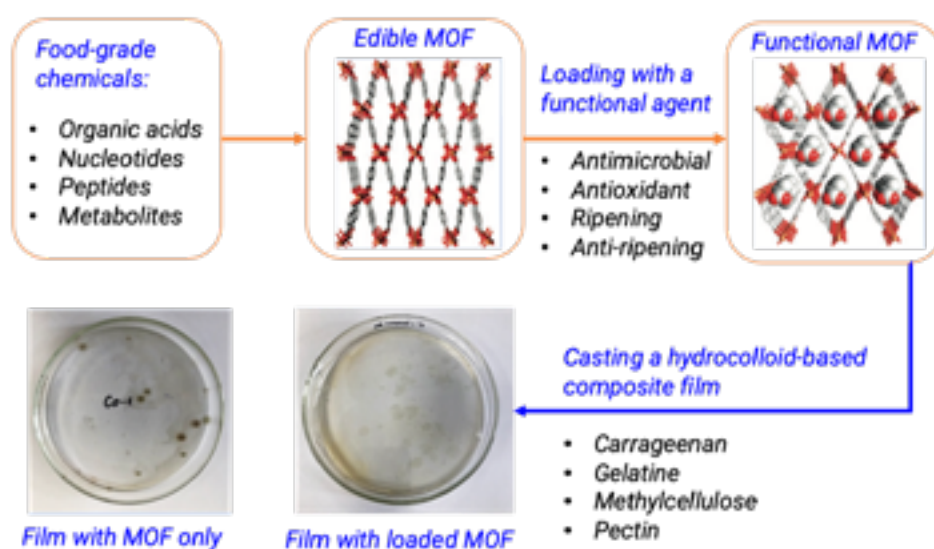 Food-grade
chemicals:
• Organic acids
• Nucleotides
• Peptides
• Metabolites
Edible MOF
Loading with a
functional agent
• Antimicrobial
• Antioxidant
• Ripening
• Anti-ripening
Functional MOF
Casting a hydrocolloid-based
composite film
• Carrageenan
• Gelatine
• Methylcellulose
• Pectin
Film with MOF only
Film with loaded MOF